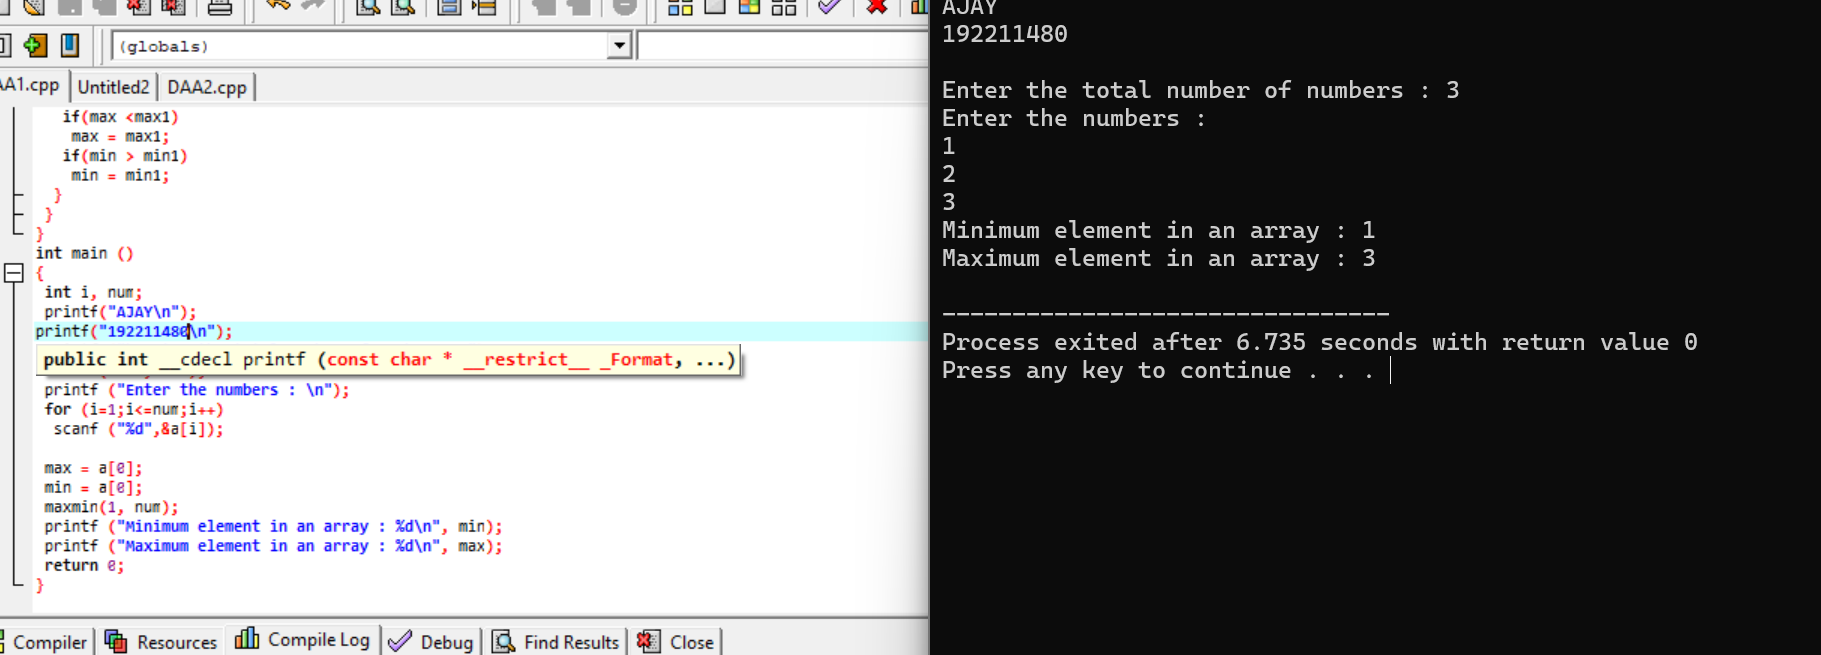 (globals)
AA1.cpp Untitled2 DAA2.cpp
if(max <max1)
max = max1;
if(min > min1)
min = min1;
}
}
}
int main ()
{
int i, num;
printf("AJAY\n");
printf("192211480\n");
public int __cdecl printf (const char * __restrict__ _Format, ...)
printf ("Enter the numbers : \n");
for (i=1;i<=num;i++)
scanf ("%d",&a[i]);
max = a[0];
min = a[0];
maxmin(1, num);
printf ("Minimum element in an array : %d\n", min);
printf ("Maximum element in an array : %d\n", max);
return 0;
}
Compiler Resources Compile Log Debug Find Results Close
AJAY
192211480
Enter the total number of numbers : 3
Enter the numbers :
1
2
3
Minimum element in an array : 1
Maximum element in an array : 3
--------------------------------
Process exited after 6.735 seconds with return value 0
Press any key to continue . . .